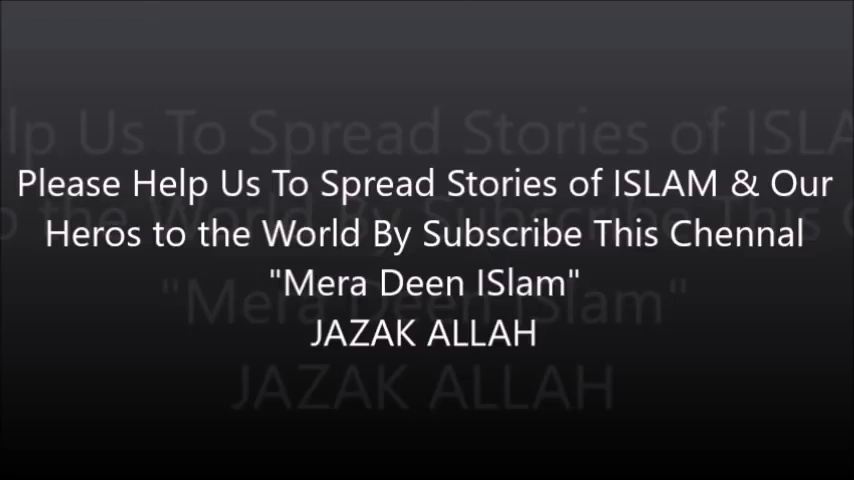 Please Help Us To Spread Stories of ISLAM & Our
Heros to the World By Subscribe This Chennal
"Mera Deen ISlam"
JAZAK ALLAH